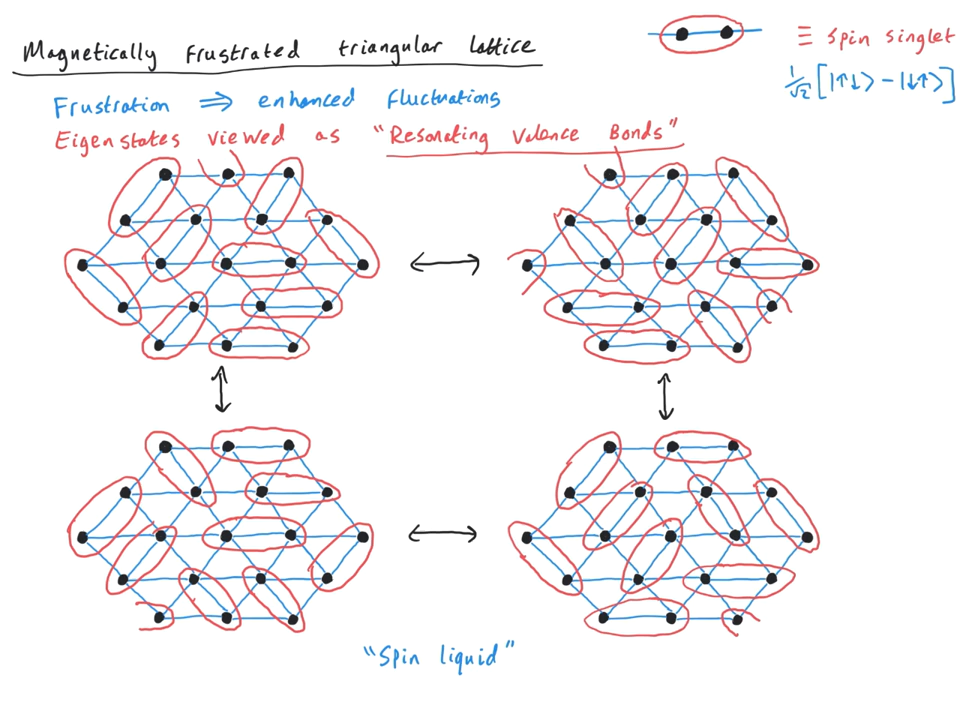 Magnetically frustrated triangular lattice
≡ spin singlet
1/√2 [|↑↓⟩ - |↓↑⟩]
Frustration ⟹ enhanced fluctuations
Eigenstates viewed as "Resonating Valence Bonds"
"Spin liquid"